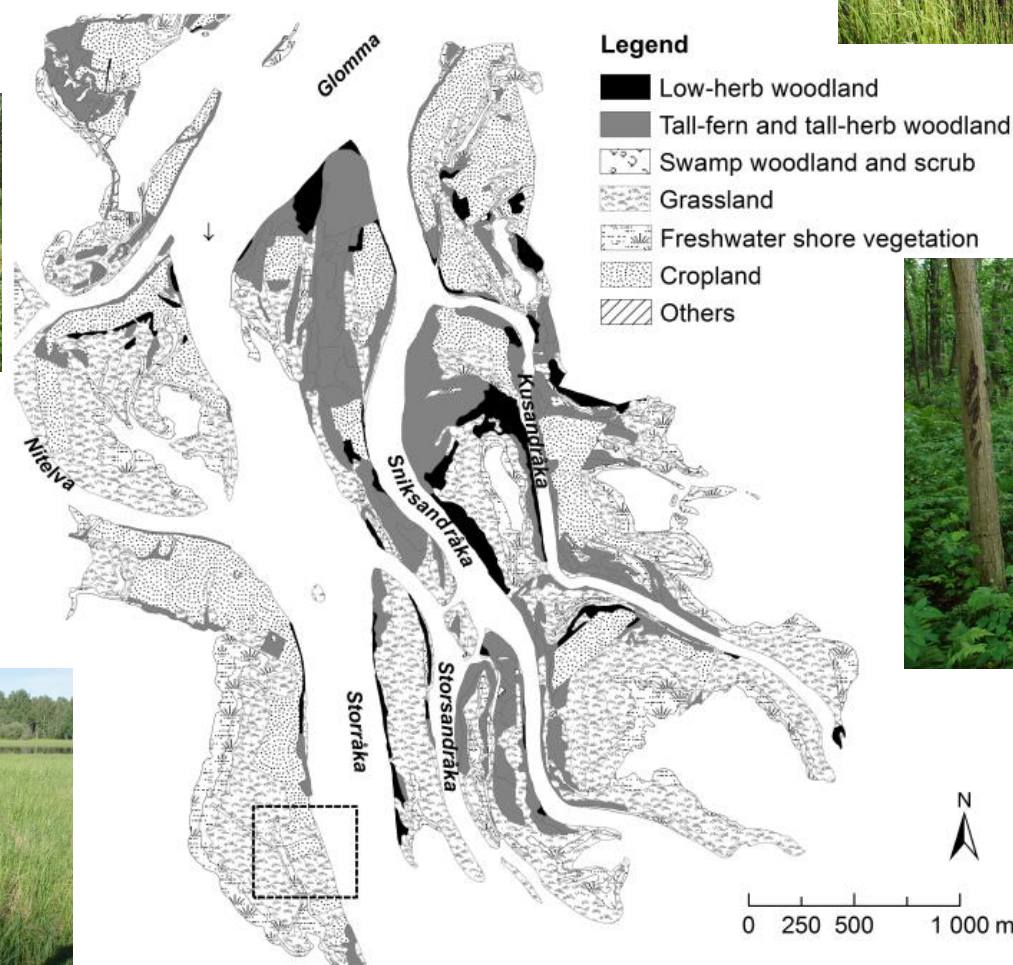 Glomma
Legend
Low-herb woodland
Tall-fern and tall-herb woodland
Swamp woodland and scrub
Grassland
Freshwater shore vegetation
Cropland
Others
Nitelva
Sniksandråka
Kusandråka
Storråka
Storsandråka
N
0 250 500 1 000 m